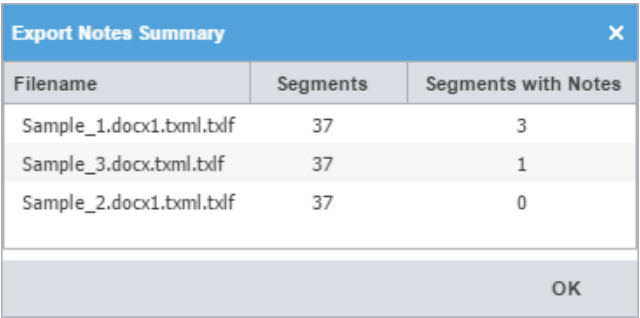 Export Notes Summary ×
Filename Segments Segments with Notes
Sample_1.docx1.txml.txlf 37 3
Sample_3.docx.txml.txlf 37 1
Sample_2.docx1.txml.txlf 37 0
OK